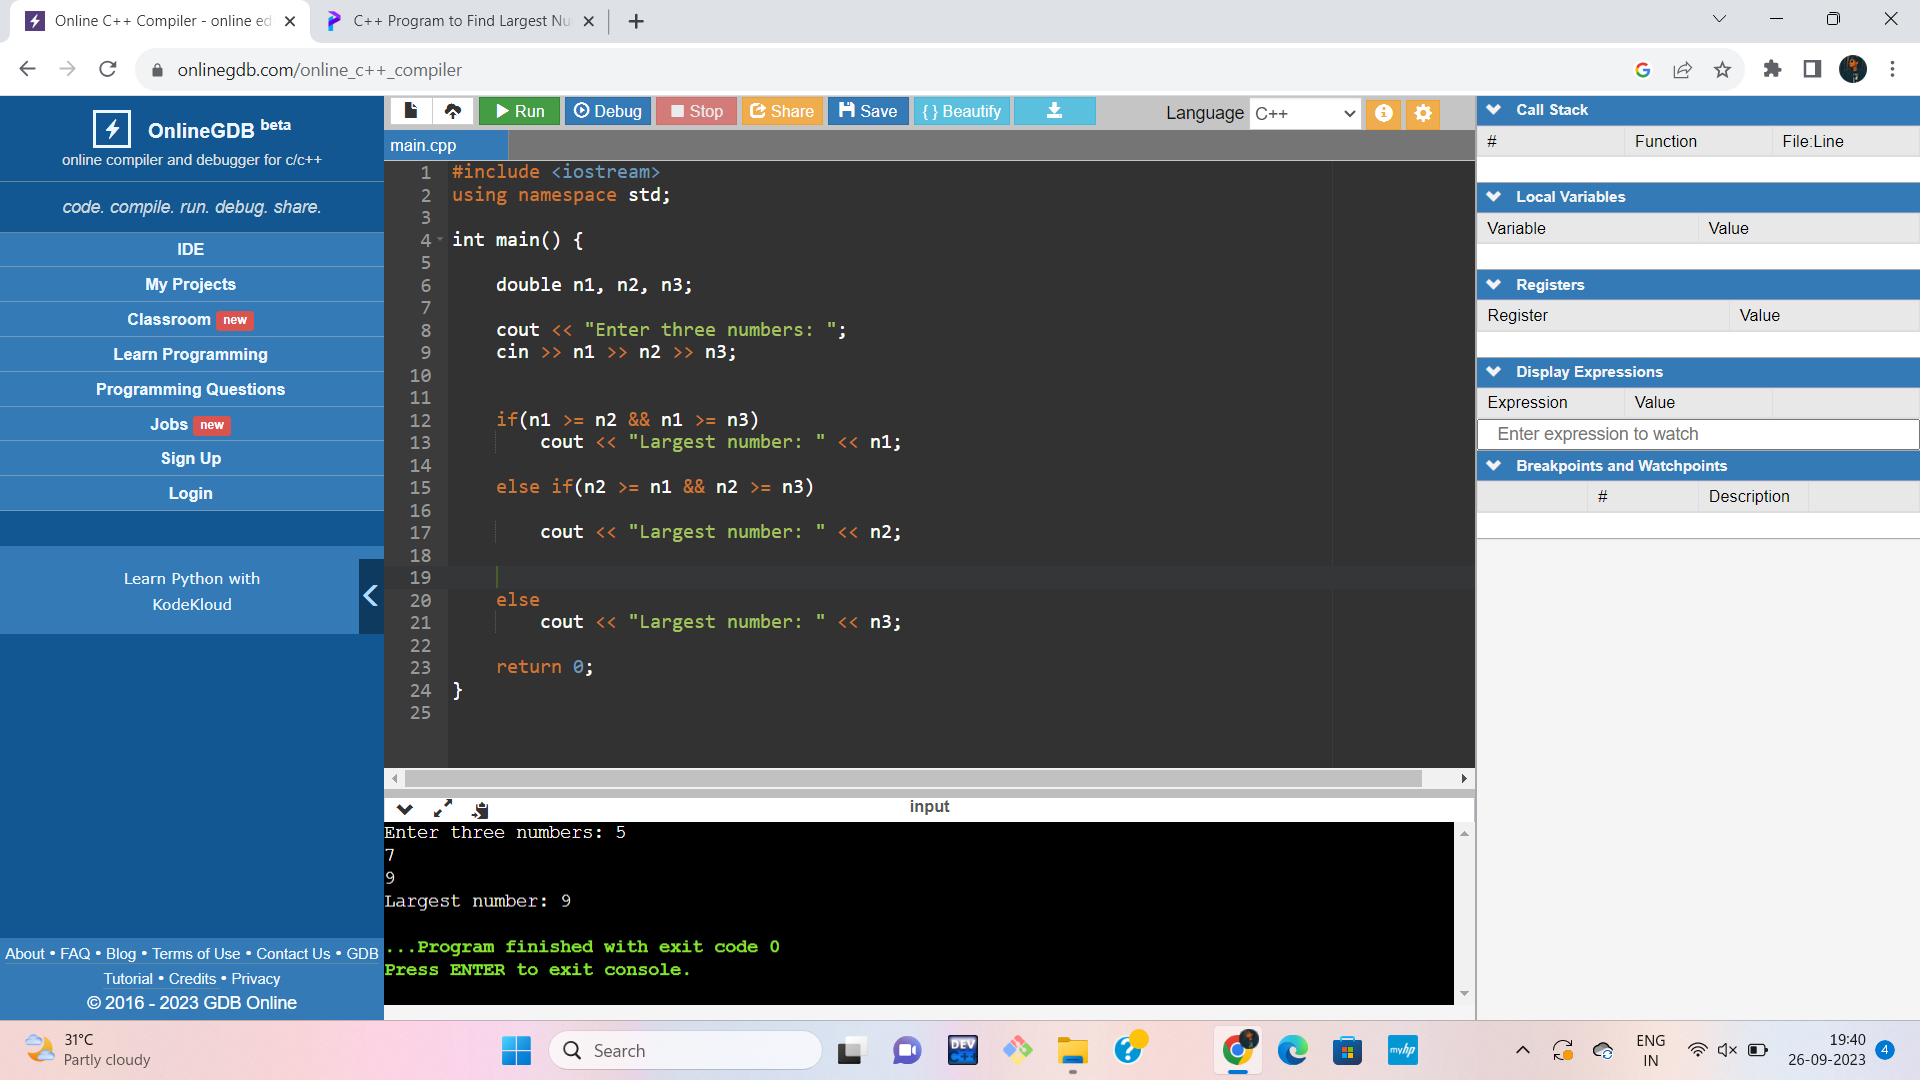 Online C++ Compiler - online ed
C++ Program to Find Largest Nu
onlinegdb.com/online_c++_compiler
OnlineGDB beta
online compiler and debugger for c/c++
code. compile. run. debug. share.
IDE
My Projects
Classroom new
Learn Programming
Programming Questions
Jobs new
Sign Up
Login
Learn Python with
KodeKloud
About • FAQ • Blog • Terms of Use • Contact Us • GDB
Tutorial • Credits • Privacy
© 2016 - 2023 GDB Online
Run Debug Stop Share Save { } Beautify
Language C++
main.cpp
1 #include <iostream>
2 using namespace std;
3
4 int main() {
5
6     double n1, n2, n3;
7
8     cout << "Enter three numbers: ";
9     cin >> n1 >> n2 >> n3;
10
11
12     if(n1 >= n2 && n1 >= n3)
13         cout << "Largest number: " << n1;
14
15     else if(n2 >= n1 && n2 >= n3)
16
17         cout << "Largest number: " << n2;
18
19
20     else
21         cout << "Largest number: " << n3;
22
23     return 0;
24 }
25
input
Enter three numbers: 5
7
9
Largest number: 9
...Program finished with exit code 0
Press ENTER to exit console.
Call Stack
# Function File:Line
Local Variables
Variable Value
Registers
Register Value
Display Expressions
Expression Value
Enter expression to watch
Breakpoints and Watchpoints
# Description
31°C
Partly cloudy
Search
DEV
C++
myhp
ENG
IN
19:40
26-09-2023
4